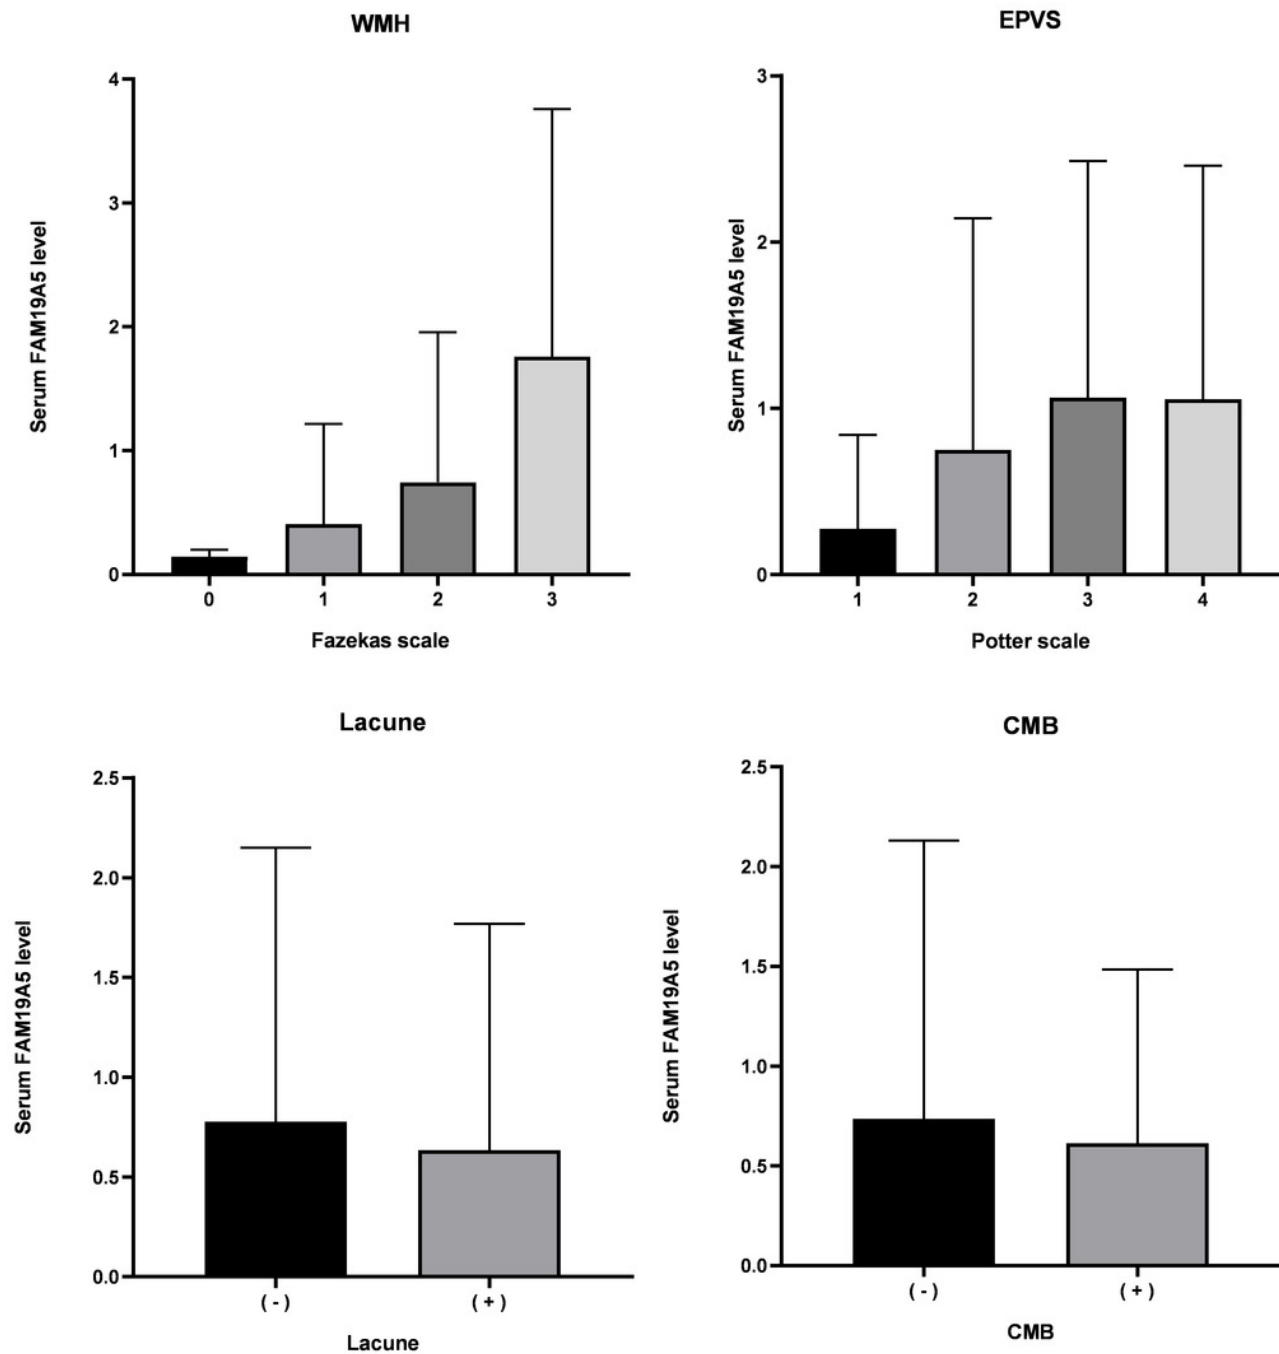 WMH
Serum FAM19A5 level
4
3
2
1
0
0 1 2 3
Fazekas scale
EPVS
Serum FAM19A5 level
3
2
1
0
1 2 3 4
Potter scale
Lacune
Serum FAM19A5 level
2.5
2.0
1.5
1.0
0.5
0.0
( - ) ( + )
Lacune
CMB
Serum FAM19A5 level
2.5
2.0
1.5
1.0
0.5
0.0
( - ) ( + )
CMB